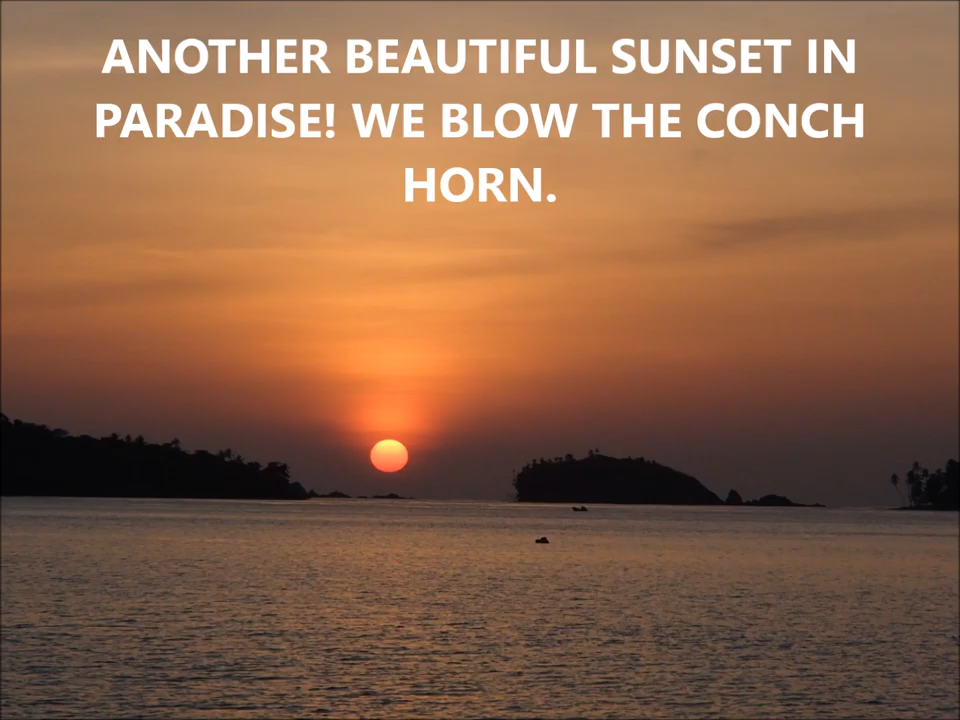 ANOTHER BEAUTIFUL SUNSET IN
PARADISE! WE BLOW THE CONCH
HORN.